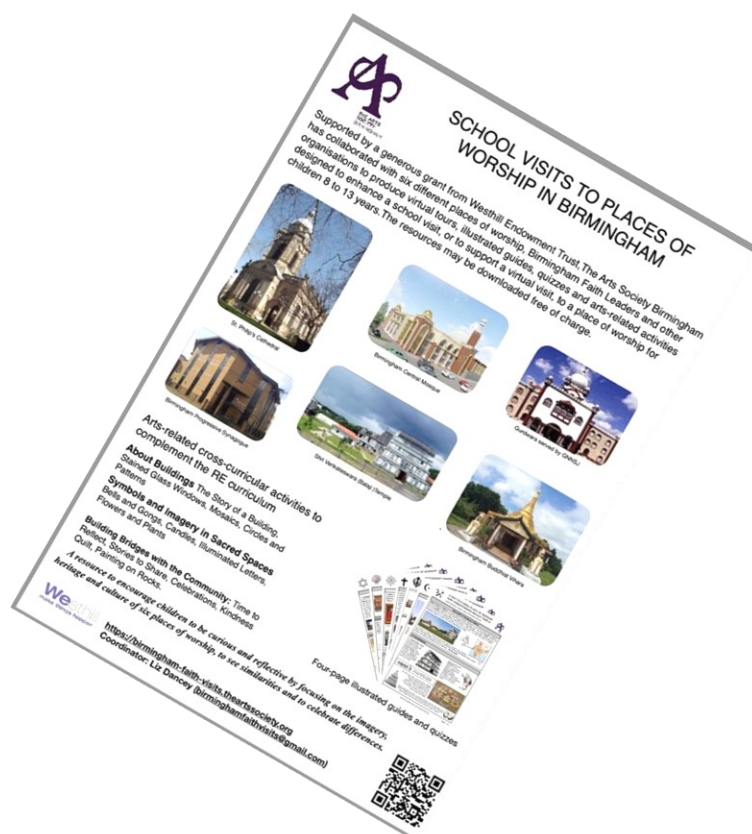 THE ARTS
SOCIETY
SCHOOL VISITS TO PLACES OF
WORSHIP IN BIRMINGHAM
Supported by a generous grant from Westhill Endowment Trust,The Arts Society Birmingham
has collaborated with six different places of worship, Birmingham Faith Leaders and other
organisations to produce virtual tours, illustrated guides, quizzes and arts-related activities
designed to enhance a school visit, or to support a virtual visit, to a place of worship for
children 8 to 13 years.The resources may be downloaded free of charge.
St. Philip's Cathedral
Birmingham Central Mosque
Gurdwara served by GNNSJ
Birmingham Progressive Synagogue
Shri Venkateswara (Balaji )Temple
Birmingham Buddhist Vihara
Arts-related cross-curricular activities to
complement the RE curriculum
About Buildings The Story of a Building,
Stained Glass Windows, Mosaics, Circles and
Patterns
Symbols and Imagery in Sacred Spaces
Bells and Gongs, Candles, Illuminated Letters,
Flowers and Plants
Building Bridges with the Community: Time to
Reflect, Stories to Share, Celebrations, Kindness
Quilt, Painting on Rocks.
A resource to encourage children to be curious and reflective by focusing on the imagery,
heritage and culture of six places of worship, to see similarities and to celebrate differences.
Four-page illustrated guides and quizzes
Westhill
https://birmingham-faith-visits.theartssociety.org
Coordinator: Liz Dancey (birminghamfaithvisits@gmail.com)